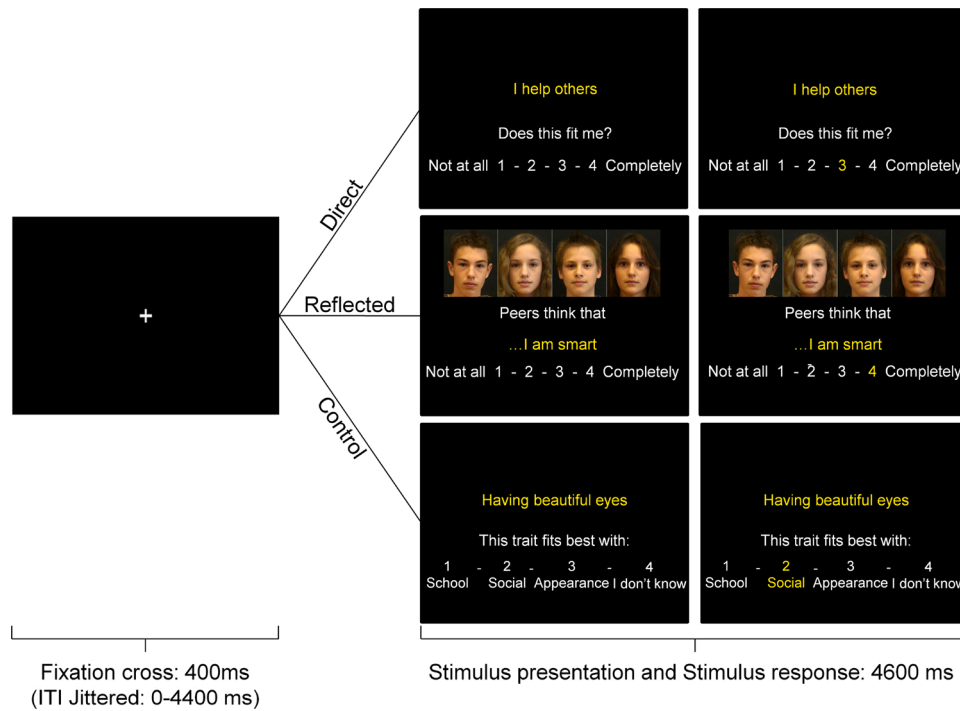 I help others
Does this fit me?
Not at all 1 - 2 - 3 - 4 Completely
I help others
Does this fit me?
Not at all 1 - 2 - 3 - 4 Completely
Direct
Reflected
Control
+
Peers think that
...I am smart
Not at all 1 - 2 - 3 - 4 Completely
Peers think that
...I am smart
Not at all 1 - 2 - 3 - 4 Completely
Having beautiful eyes
This trait fits best with:
1 - 2 - 3 - 4
School Social Appearance I don't know
Having beautiful eyes
This trait fits best with:
1 - 2 - 3 - 4
School Social Appearance I don't know
Fixation cross: 400ms
(ITI Jittered: 0-4400 ms)
Stimulus presentation and Stimulus response: 4600 ms